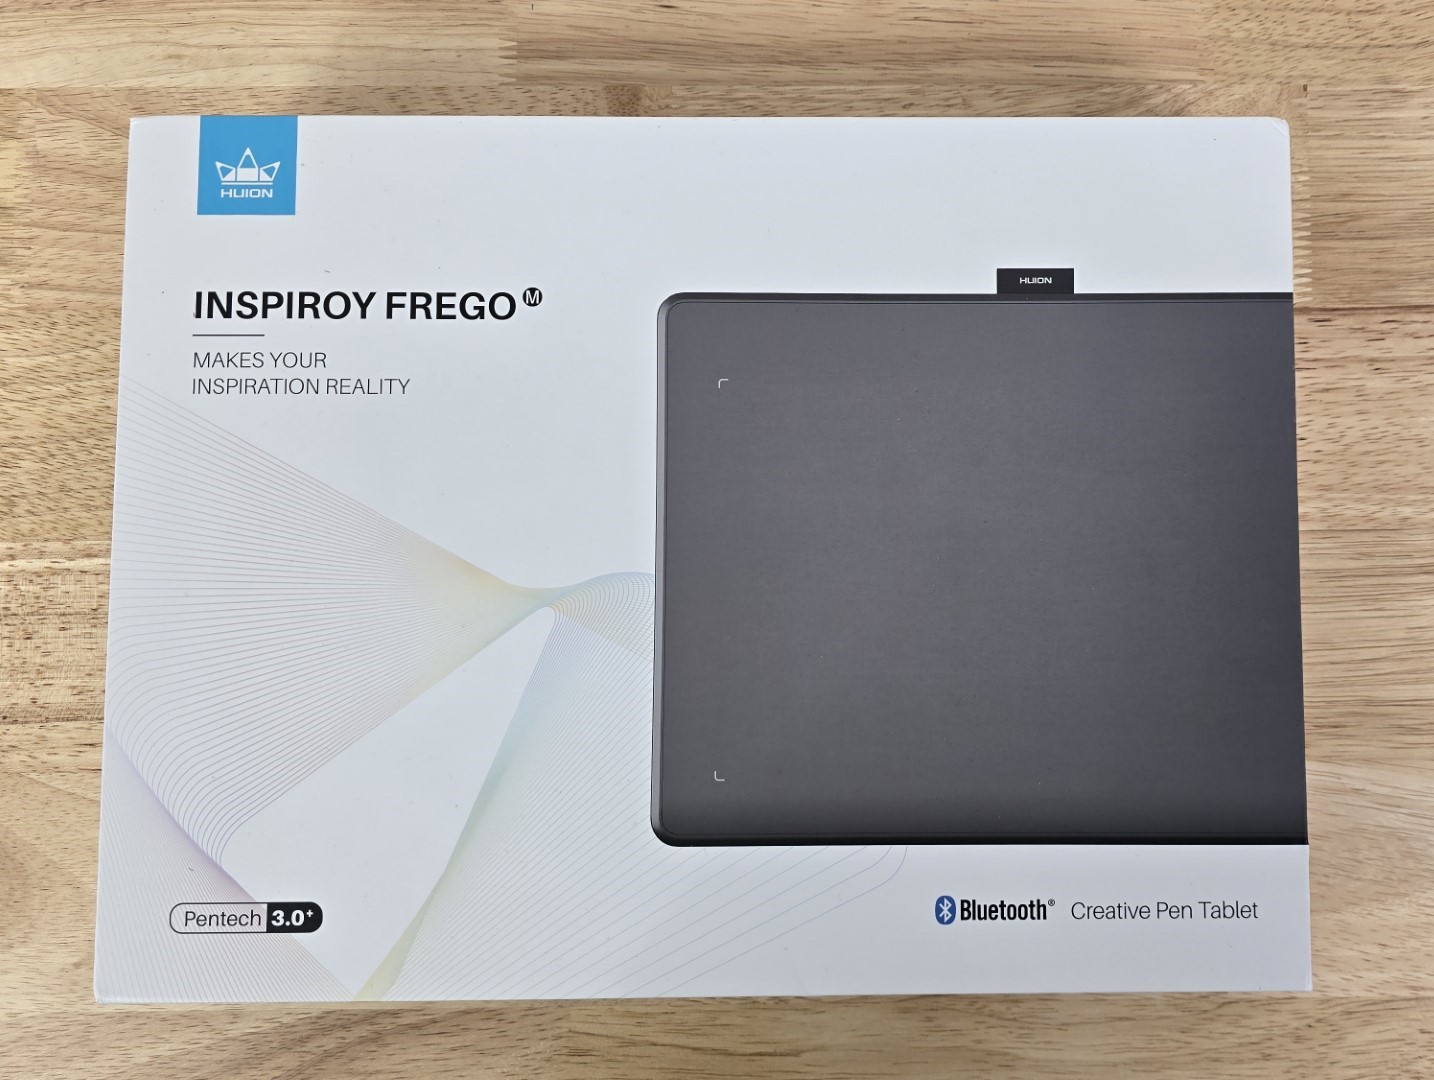 HUION
INSPIROY FREGO Ⓜ
MAKES YOUR
INSPIRATION REALITY
HUION
Pentech 3.0+
Bluetooth® Creative Pen Tablet